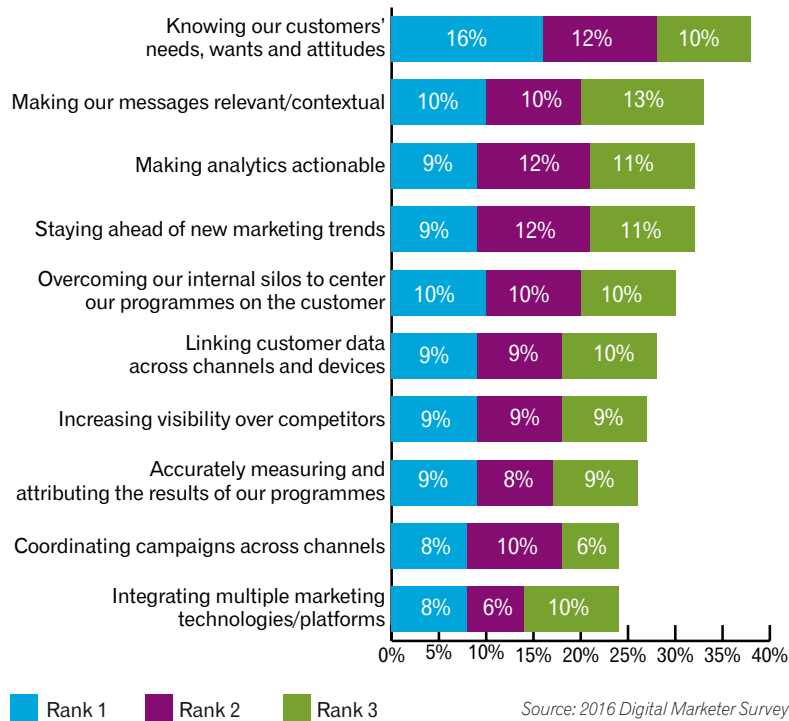 Knowing our customers’
needs, wants and attitudes
16% 12% 10%
Making our messages relevant/contextual
10% 10% 13%
Making analytics actionable
9% 12% 11%
Staying ahead of new marketing trends
9% 12% 11%
Overcoming our internal silos to center
our programmes on the customer
10% 10% 10%
Linking customer data
across channels and devices
9% 9% 10%
Increasing visibility over competitors
9% 9% 9%
Accurately measuring and
attributing the results of our programmes
9% 8% 9%
Coordinating campaigns across channels
8% 10% 6%
Integrating multiple marketing
technologies/platforms
8% 6% 10%
0% 5% 10% 15% 20% 25% 30% 35% 40%
Rank 1 Rank 2 Rank 3
Source: 2016 Digital Marketer Survey